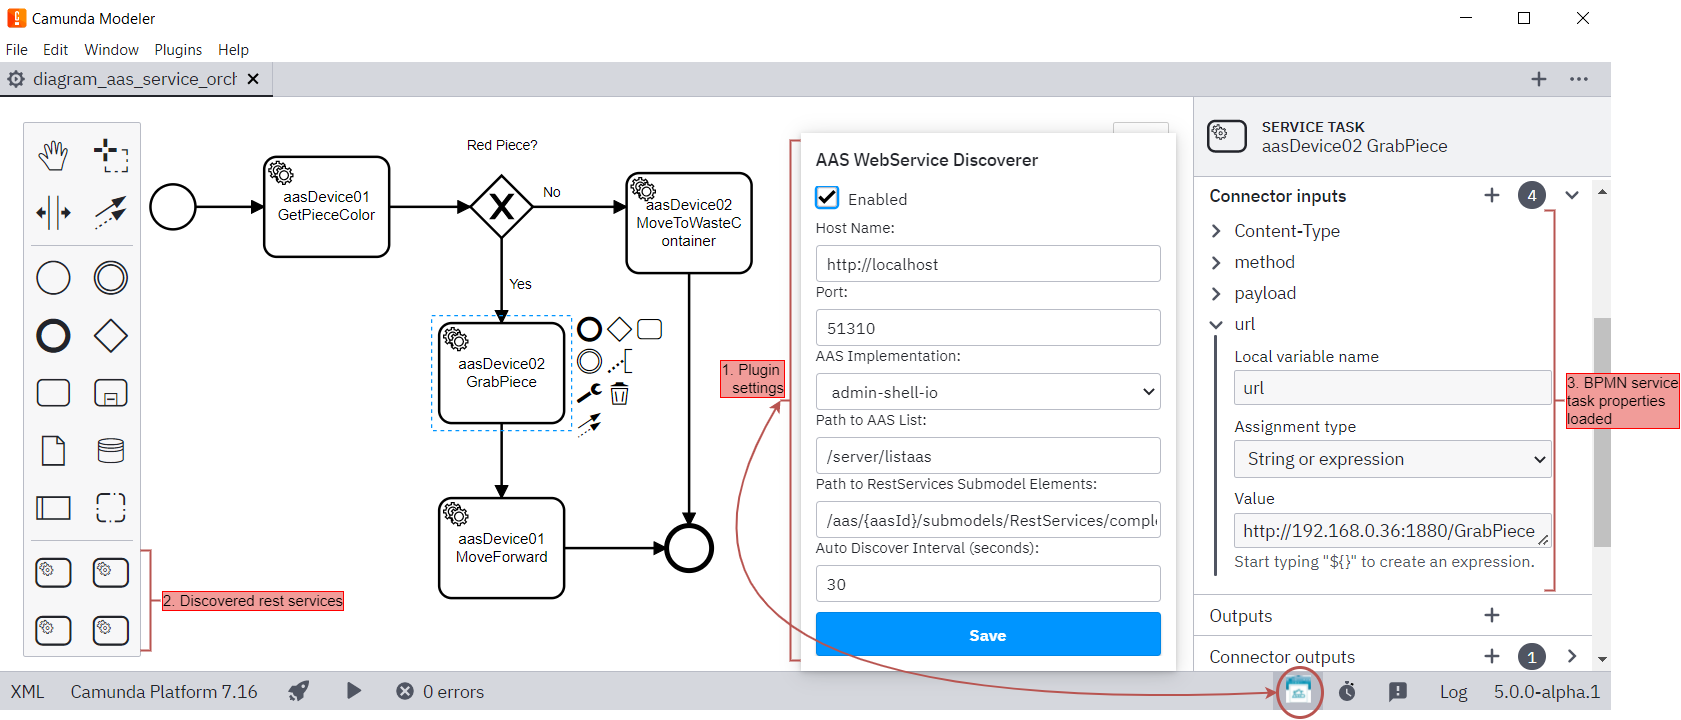 Camunda Modeler
File Edit Window Plugins Help
diagram_aas_service_orch
Red Piece?
aasDevice01
GetPieceColor
No
aasDevice02
MoveToWasteC
ontainer
Yes
aasDevice02
GrabPiece
aasDevice01
MoveForward
2. Discovered rest services
1. Plugin
settings
AAS WebService Discoverer
Enabled
Host Name:
http://localhost
Port:
51310
AAS Implementation:
admin-shell-io
Path to AAS List:
/server/listaas
Path to RestServices Submodel Elements:
/aas/{aasId}/submodels/RestServices/comple
Auto Discover Interval (seconds):
30
Save
SERVICE TASK
aasDevice02 GrabPiece
Connector inputs 4
Content-Type
method
payload
url
Local variable name
url
Assignment type
String or expression
Value
http://192.168.0.36:1880/GrabPiece
Start typing "${}" to create an expression.
Outputs
Connector outputs 1
3. BPMN service
task properties
loaded
XML Camunda Platform 7.16 0 errors Log 5.0.0-alpha.1